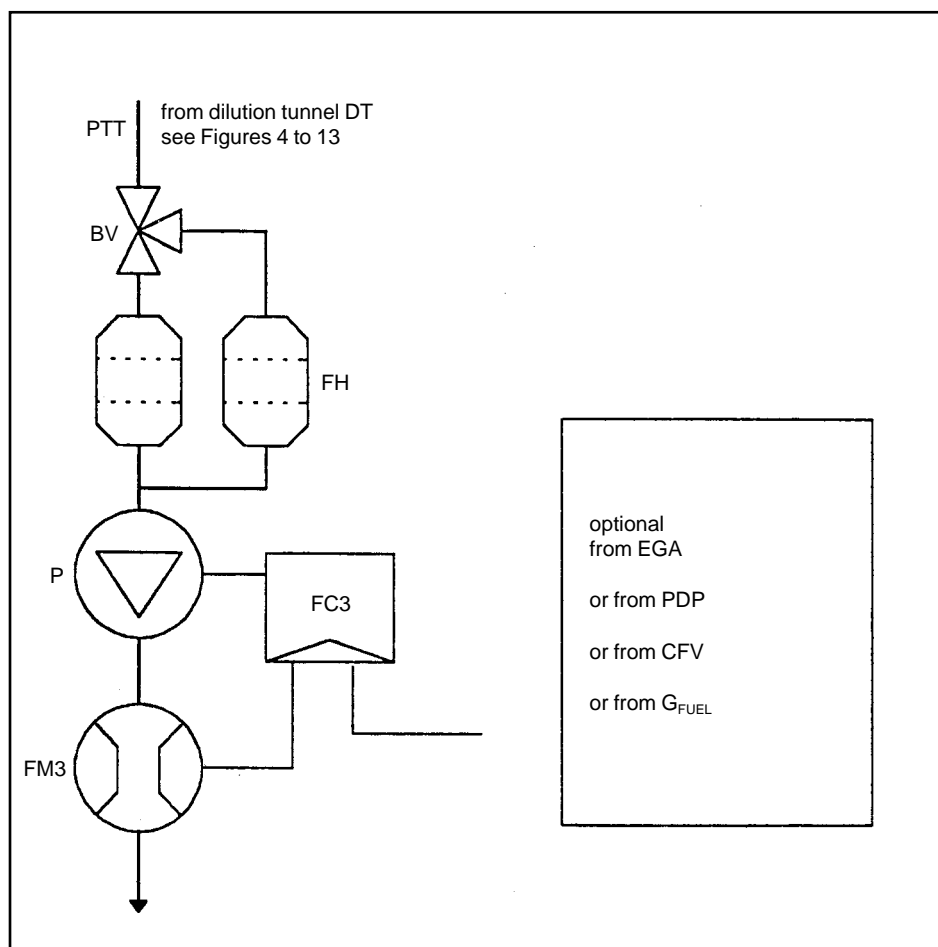 from dilution tunnel DT
see Figures 4 to 13
PTT
BV
FH
P
FC3
FM3
optional
from EGA
or from PDP
or from CFV
or from GFUEL